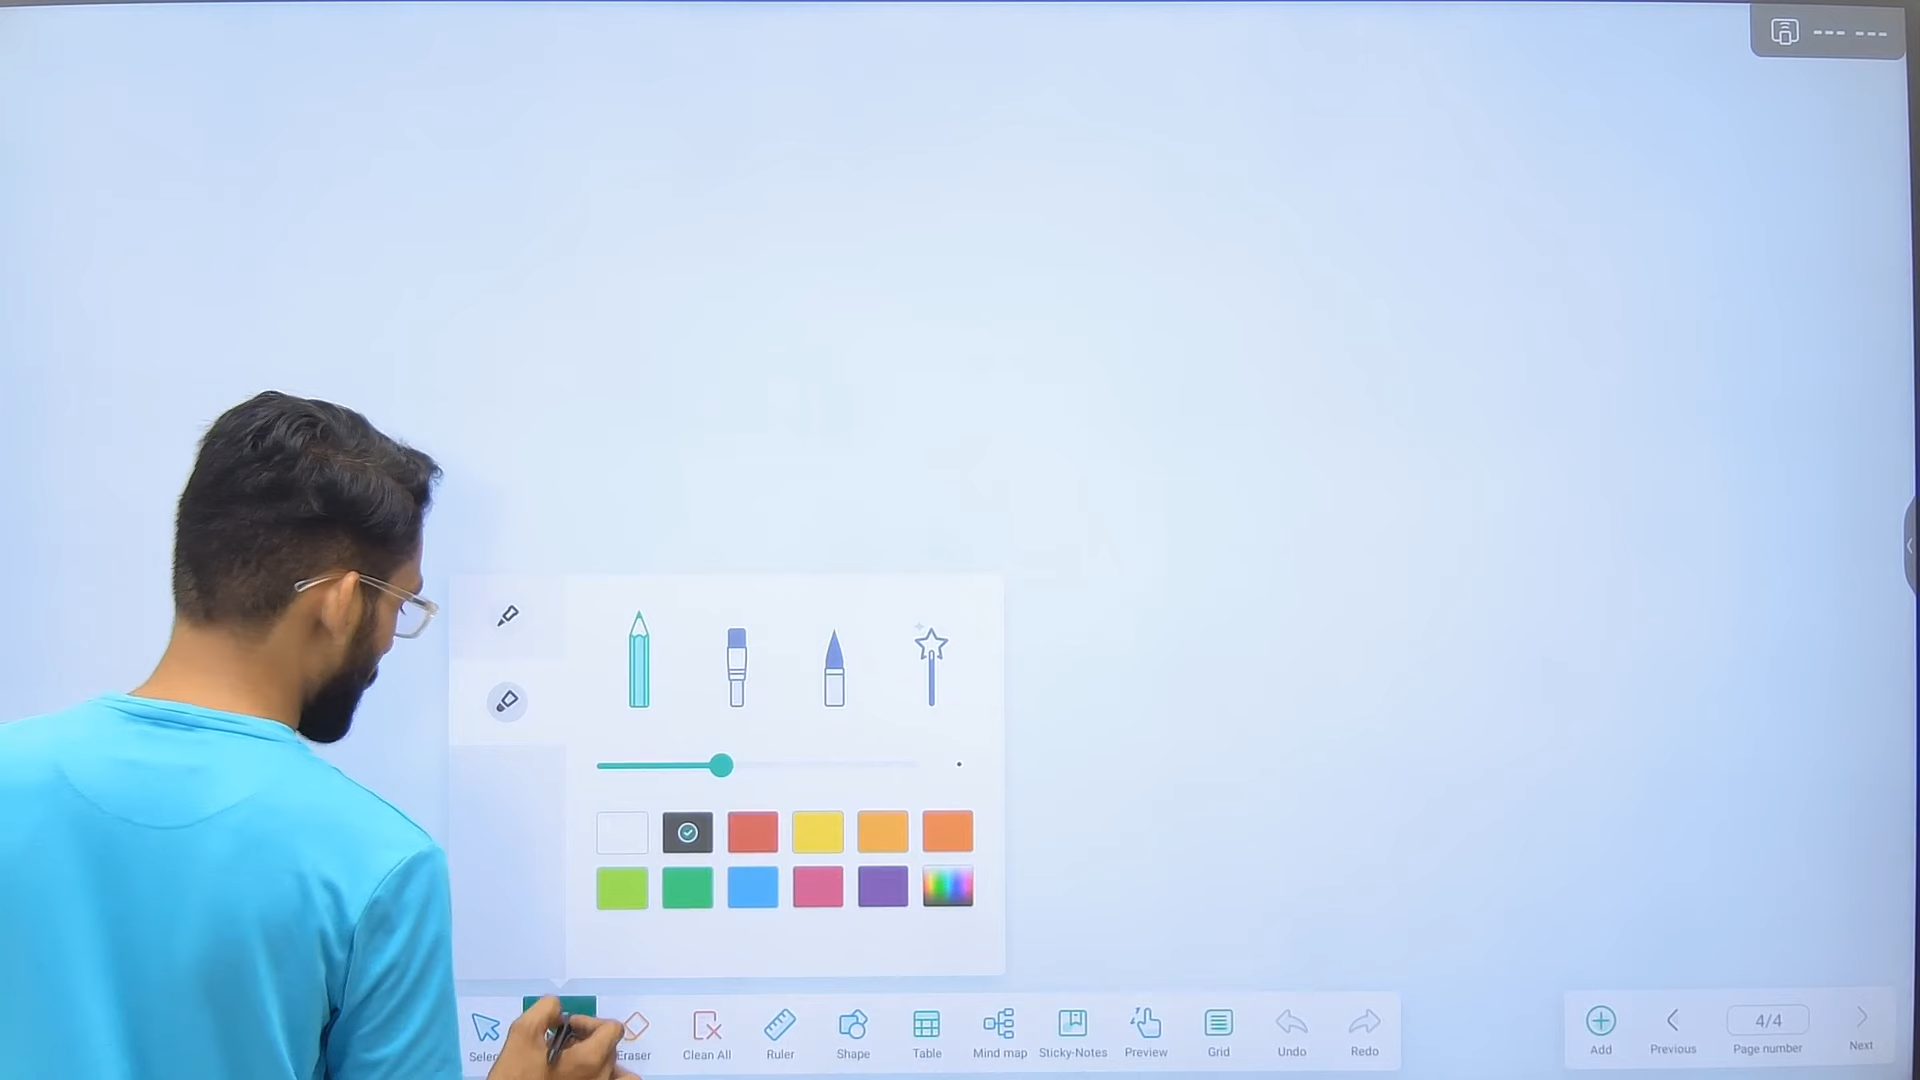 --- ---
Select
Eraser
Clean All
Ruler
Shape
Table
Mind map
Sticky-Notes
Preview
Grid
Undo
Redo
Add
Previous
4/4
Page number
Next